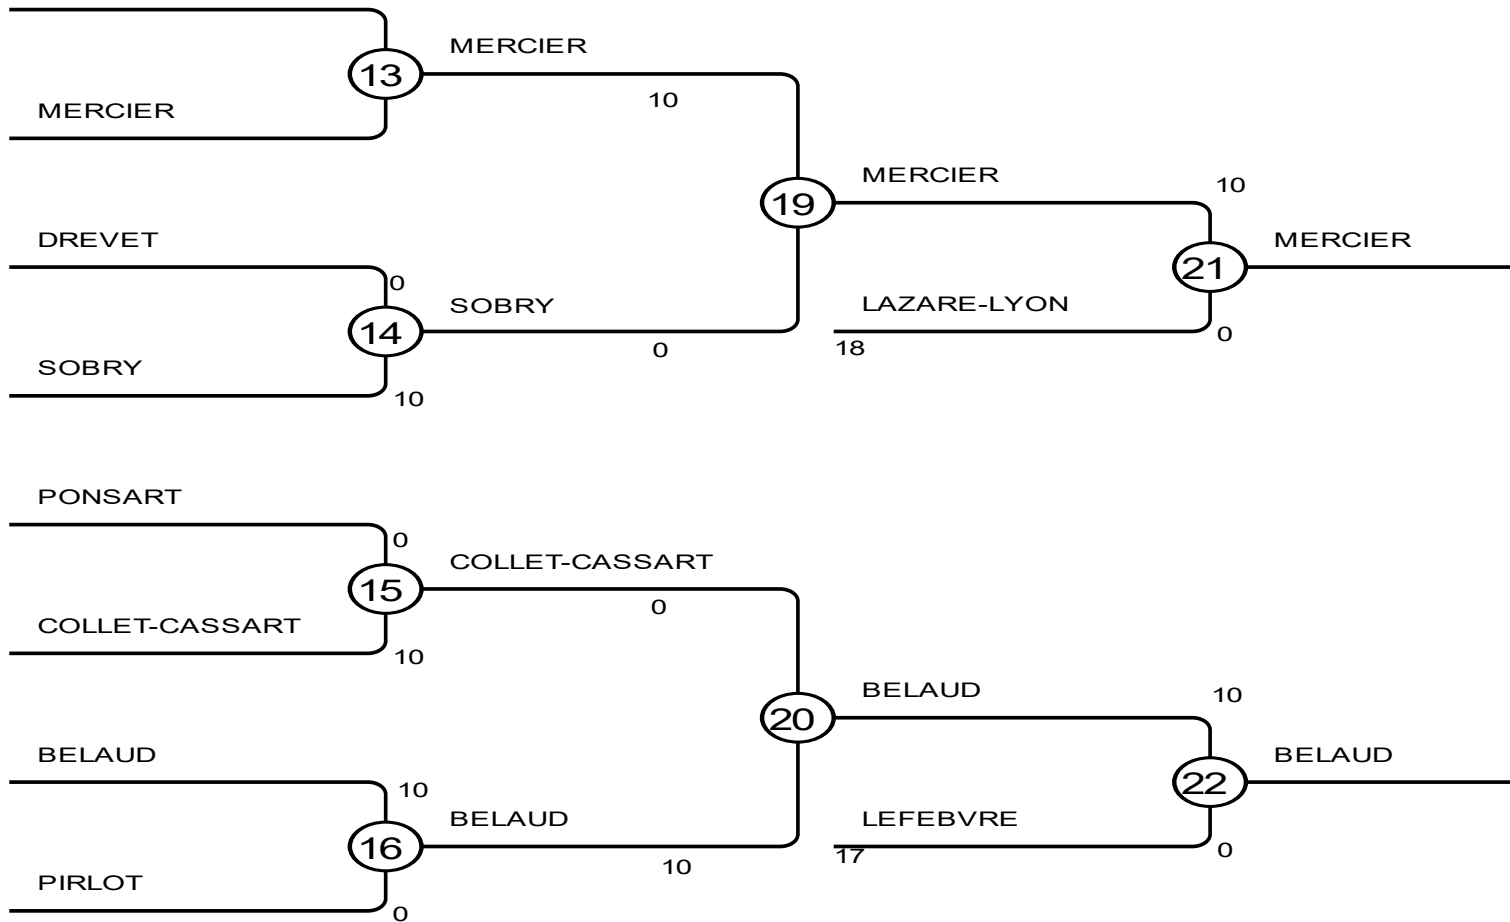 MERCIER
13
10
MERCIER
MERCIER
10
19
DREVET
MERCIER
21
0
LAZARE-LYON
SOBRY
14
0
18
0
SOBRY
10
PONSART
0
COLLET-CASSART
15
0
COLLET-CASSART
10
BELAUD
10
20
BELAUD
BELAUD
22
10
BELAUD
LEFEBVRE
16
0
17
10
PIRLOT
0